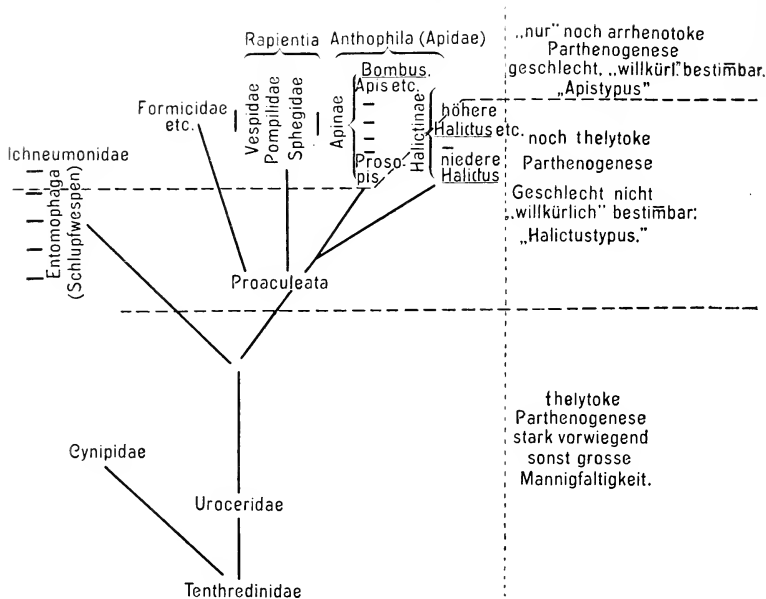 Rapientia
Anthophila (Apidae)
Formicidae
etc.
Vespidae
Pompilidae
Sphegidae
Apinae
Bombus.
Apis etc.
Proso-
pis
Halictinae
höhere
Halictus etc.
niedere
Halictus
Ichneumonidae
Entomophaga
(Schlupfwespen)
Proaculeata
Cynipidae
Uroceridae
Tenthredinidae
„nur" noch arrhenotoke
Parthenogenese
geschlecht. „willkürl." bestimbar.
„Apistypus"
noch thelytoke
Parthenogenese
Geschlecht nicht
„willkürlich" bestim̅bar:
„Halictustypus."
thelytoke
Parthenogenese
stark vorwiegend
sonst grosse
Mannigfaltigkeit.